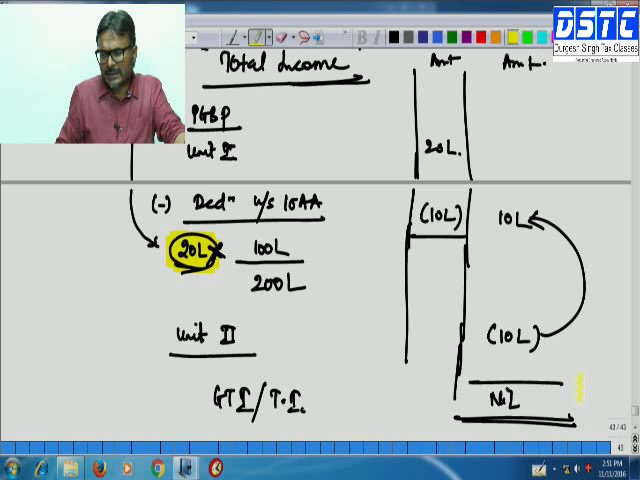 DSTC
Durgesh Singh Tax Classes
"Total Income" Amt Amt.
PGBP
Unit I 20L.
(-) Dedn u/s 10AA (10L) 10L
20L x 100L
200L
Unit II (10L)
GTI/T.I. NIL
43 / 43
43
2:51 PM
11/11/2016